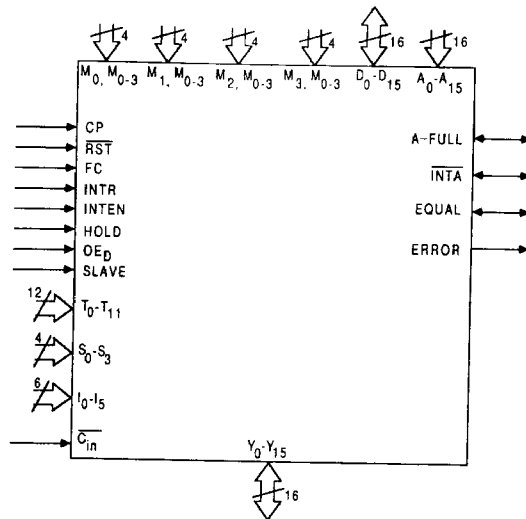 4 4 4 4 16 16
M0, M0-3 M1, M0-3 M2, M0-3 M3, M0-3 D0-D15 A0-A15
CP
RST
FC
INTR
INTEN
HOLD
OED
SLAVE
12
T0-T11
4
S0-S3
6
I0-I5
Cin
A-FULL
INTA
EQUAL
ERROR
Y0-Y15
16